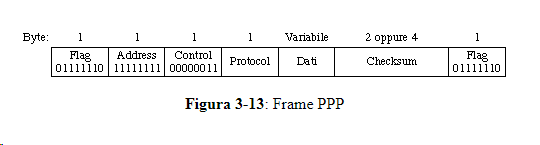 Byte: 1 1 1 1 Variabile 2 oppure 4 1
Flag Address Control Protocol Dati Checksum Flag
01111110 11111111 00000011 01111110
Figura 3-13: Frame PPP